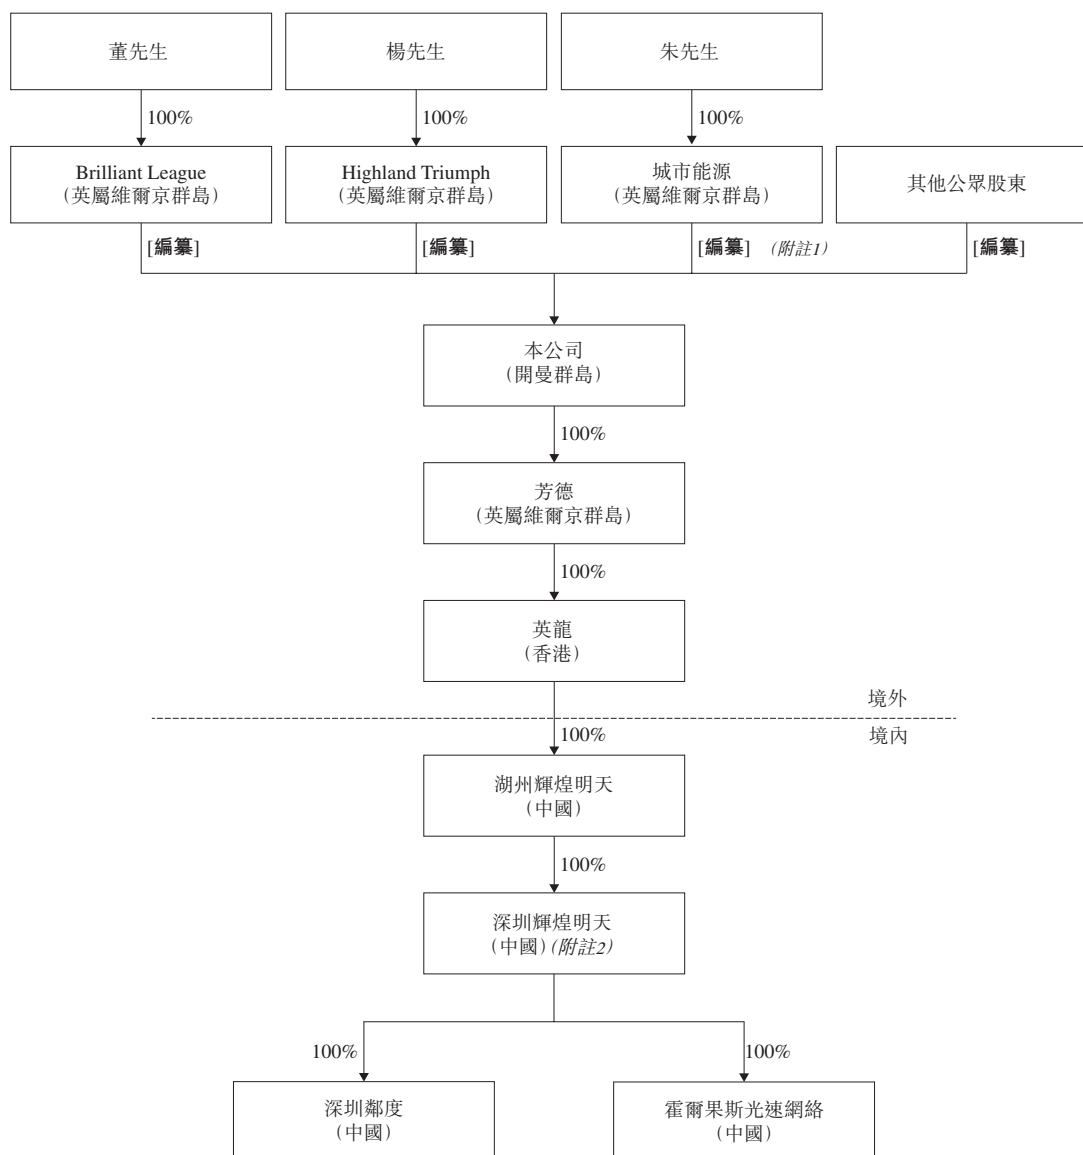 董先生
楊先生
朱先生
100%
100%
100%
Brilliant League
(英屬維爾京群島)
Highland Triumph
(英屬維爾京群島)
城市能源
(英屬維爾京群島)
其他公眾股東
[編纂]
[編纂]
[編纂] (附註1)
[編纂]
本公司
(開曼群島)
100%
芳德
(英屬維爾京群島)
100%
英龍
(香港)
境外
100%
境內
湖州輝煌明天
(中國)
100%
深圳輝煌明天
(中國)(附註2)
100%
100%
深圳鄰度
(中國)
霍爾果斯光速網絡
(中國)